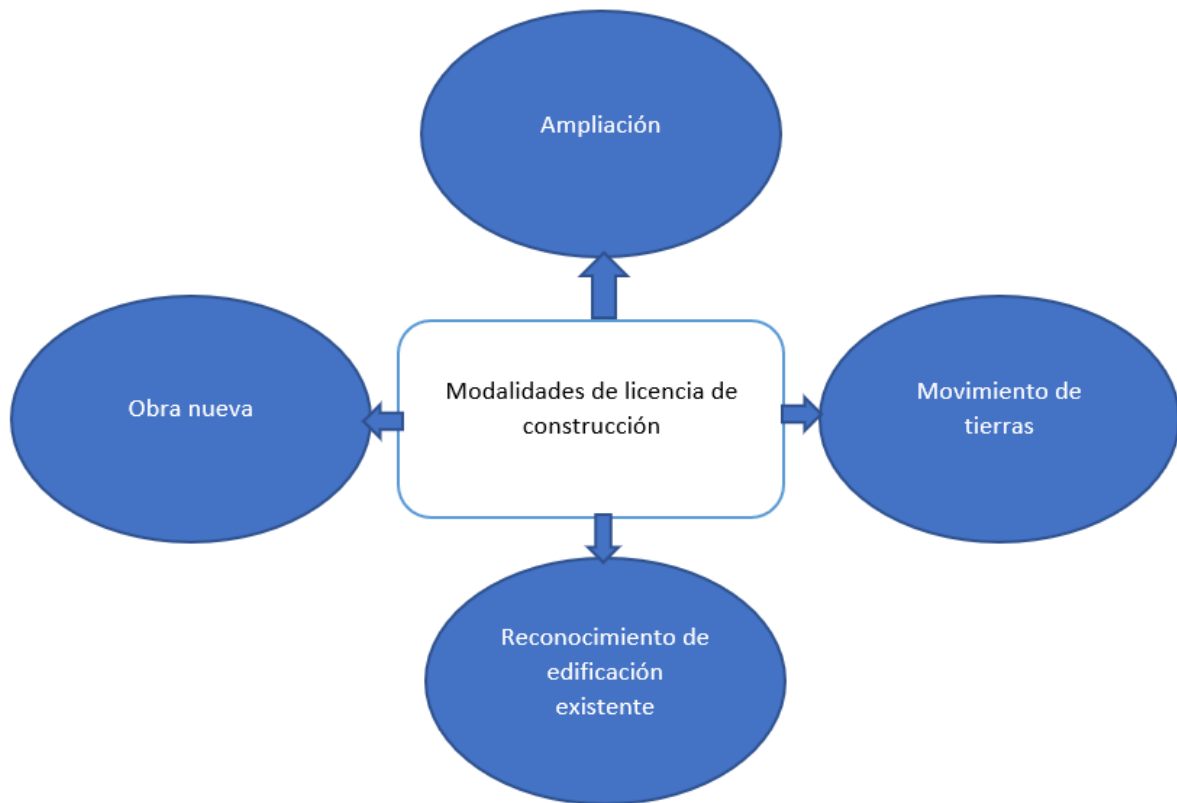 Ampliación
Obra nueva
Modalidades de licencia de
construcción
Movimiento de
tierras
Reconocimiento de
edificación
existente